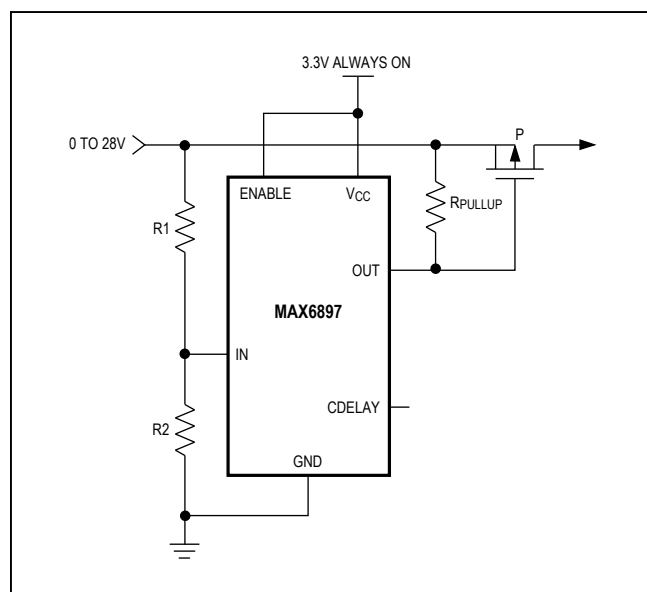 3.3V ALWAYS ON
0 TO 28V
P
ENABLE
VCC
R1
RPULLUP
OUT
MAX6897
IN
CDELAY
R2
GND